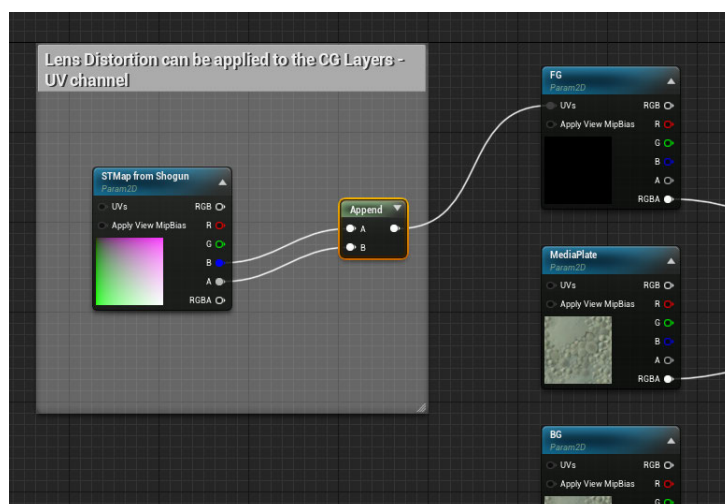 Lens Distortion can be applied to the CG Layers -
UV channel
STMap from Shogun
Param2D
UVs RGB
Apply View MipBias R
G
B
A
RGBA
Append
A
B
FG
Param2D
UVs RGB
Apply View MipBias R
G
B
A
RGBA
MediaPlate
Param2D
UVs RGB
Apply View MipBias R
G
B
A
RGBA
BG
Param2D
UVs RGB
Apply View MipBias R
G